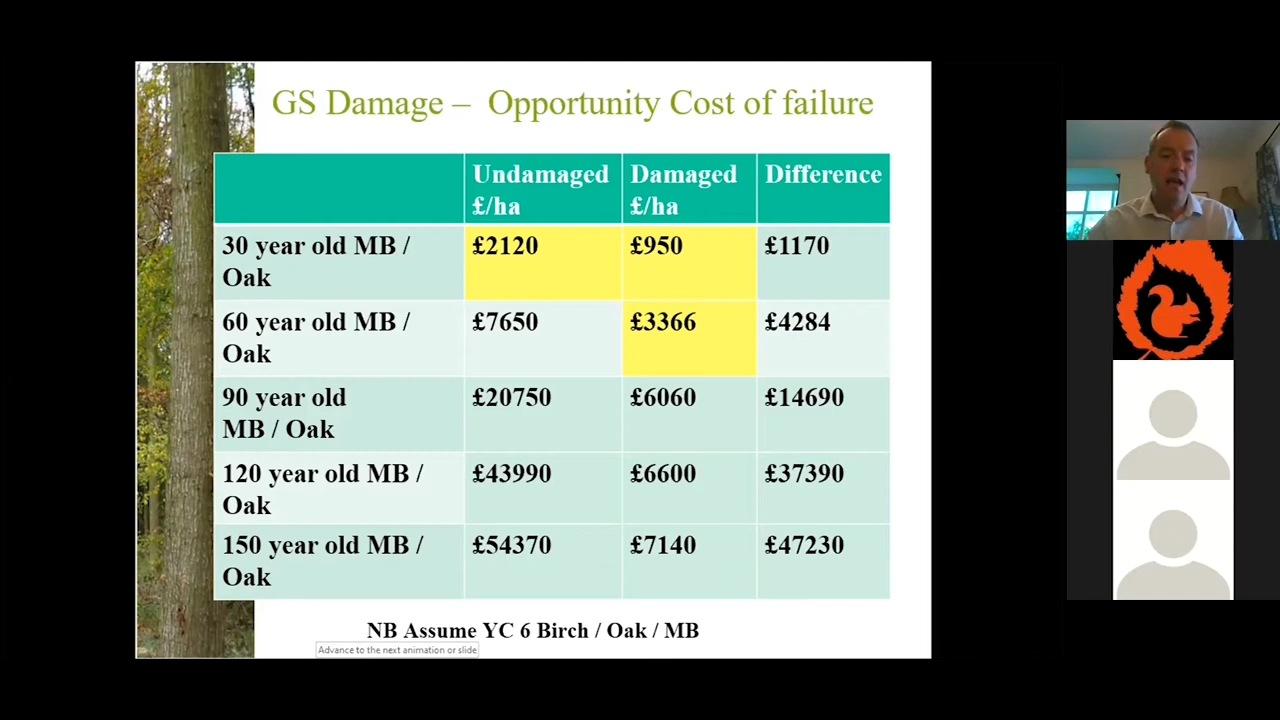 GS Damage – Opportunity Cost of failure
Undamaged £/ha
Damaged £/ha
Difference
30 year old MB / Oak
£2120
£950
£1170
60 year old MB / Oak
£7650
£3366
£4284
90 year old MB / Oak
£20750
£6060
£14690
120 year old MB / Oak
£43990
£6600
£37390
150 year old MB / Oak
£54370
£7140
£47230
NB Assume YC 6 Birch / Oak / MB
Advance to the next animation or slide